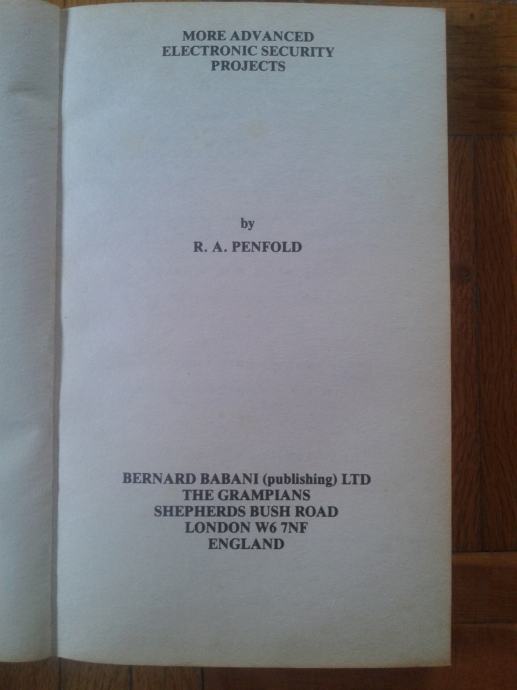 MORE ADVANCED
ELECTRONIC SECURITY
PROJECTS
by
R. A. PENFOLD
BERNARD BABANI (publishing) LTD
THE GRAMPIANS
SHEPHERDS BUSH ROAD
LONDON W6 7NF
ENGLAND